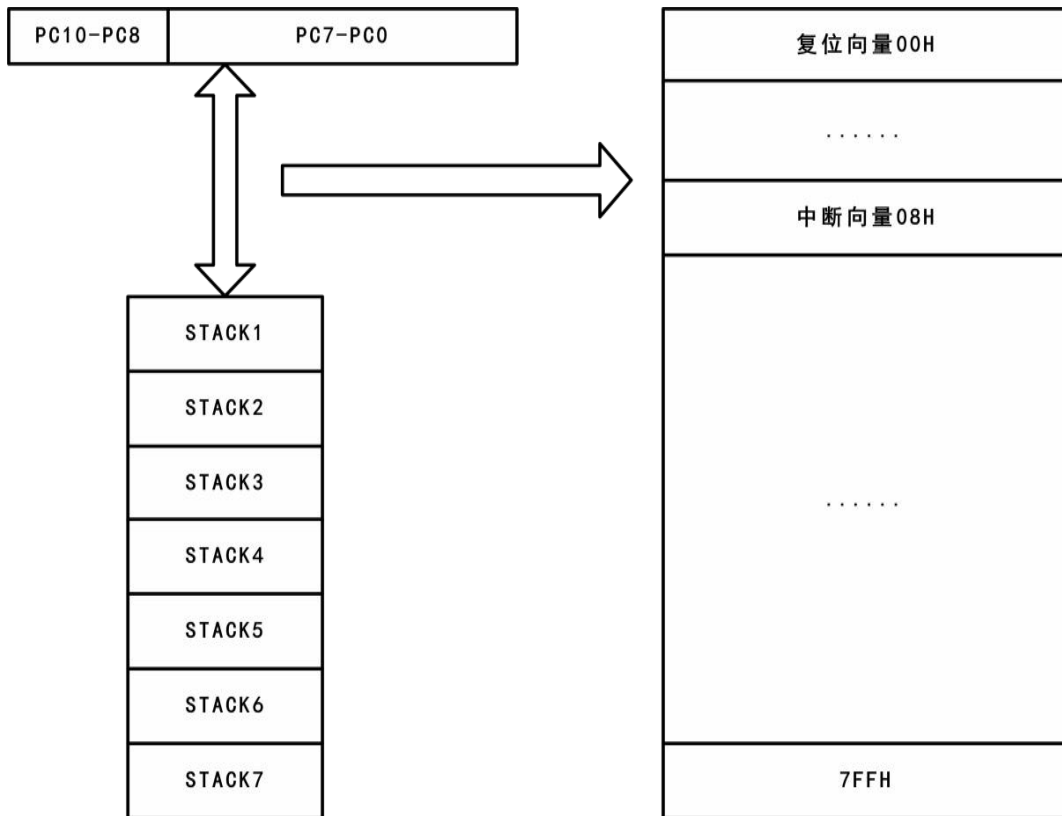 PC10-PC8
PC7-PC0
STACK1
STACK2
STACK3
STACK4
STACK5
STACK6
STACK7
复位向量00H
......
中断向量08H
......
7FFH